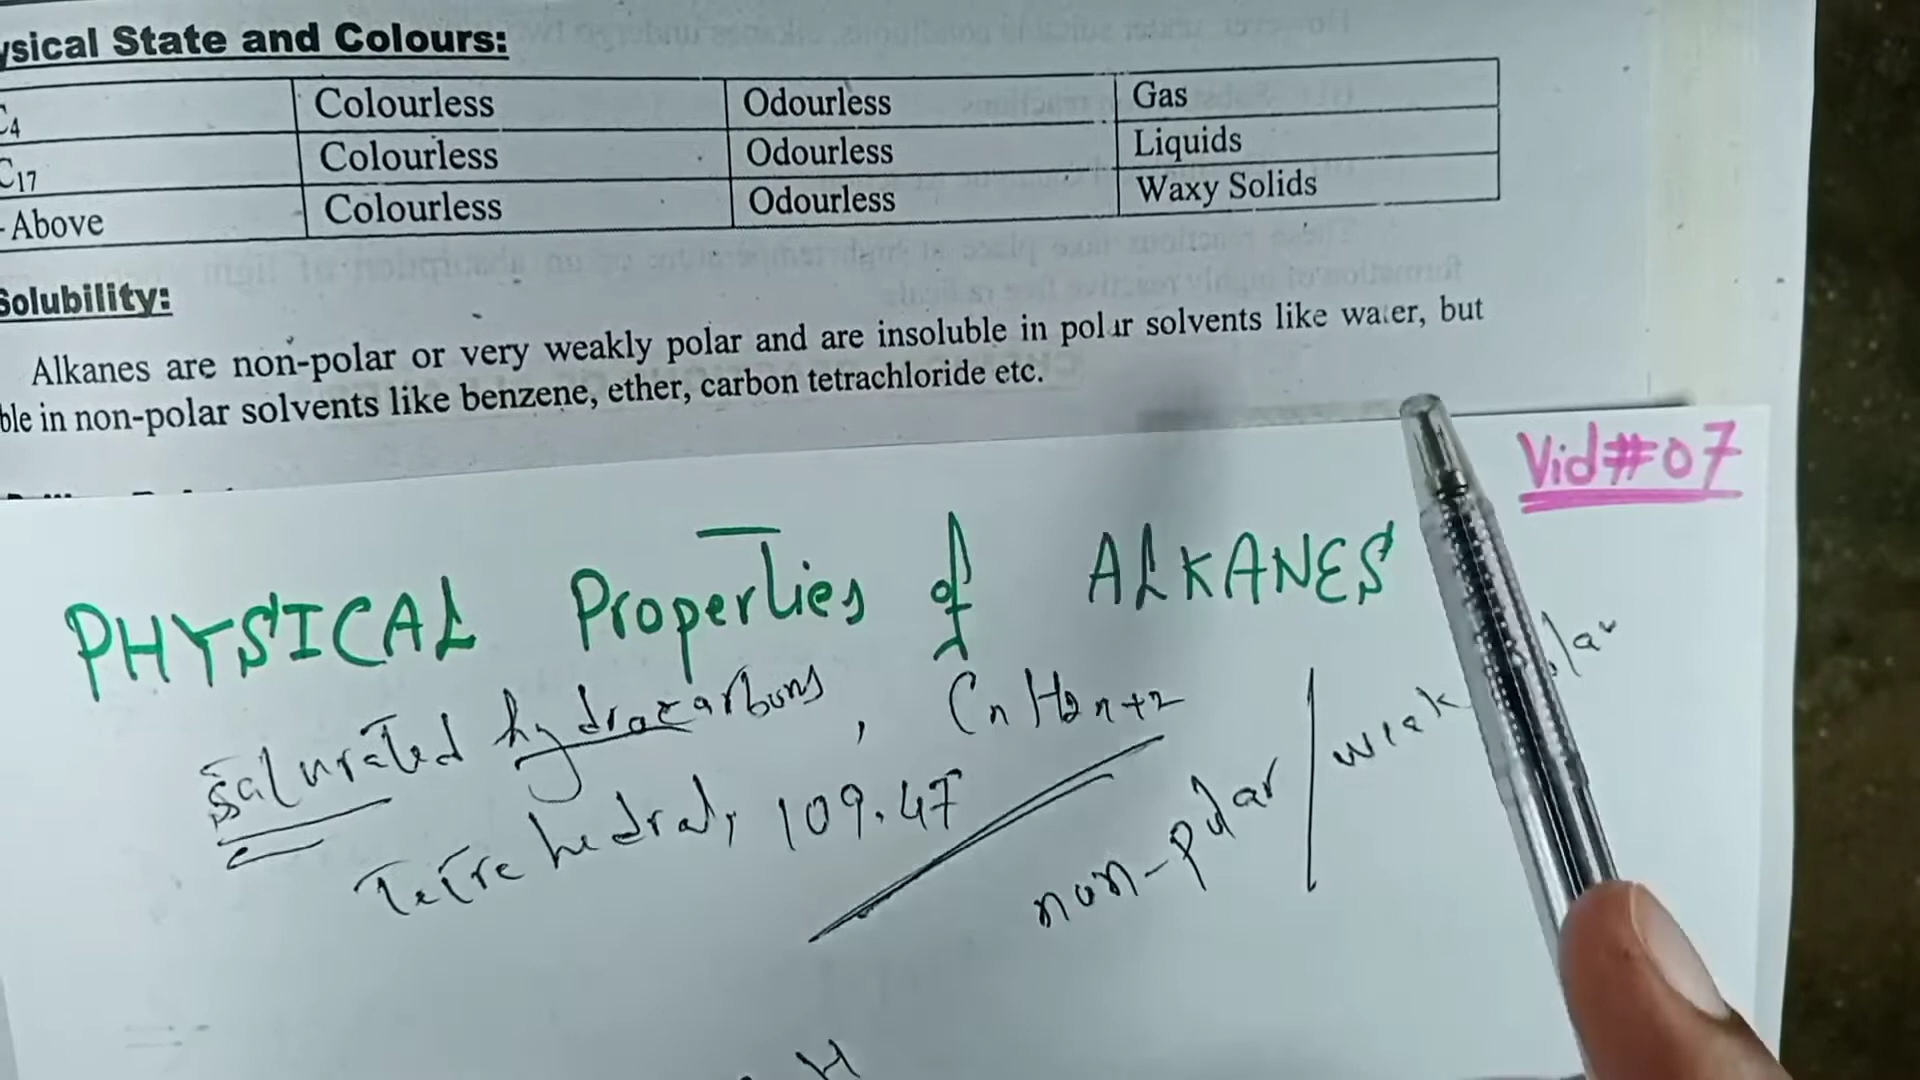 ysical State and Colours:
C4 Colourless Odourless Gas
C17 Colourless Odourless Liquids
- Above Colourless Odourless Waxy Solids
Solubility:
Alkanes are non-polar or very weakly polar and are insoluble in polar solvents like water, but
ble in non-polar solvents like benzene, ether, carbon tetrachloride etc.
Vid#07
PHYSICAL Properties of ALKANES
Saturated hydrocarbons, CnH2n+2
Tetrahedral, 109.47
non-polar / weak
H